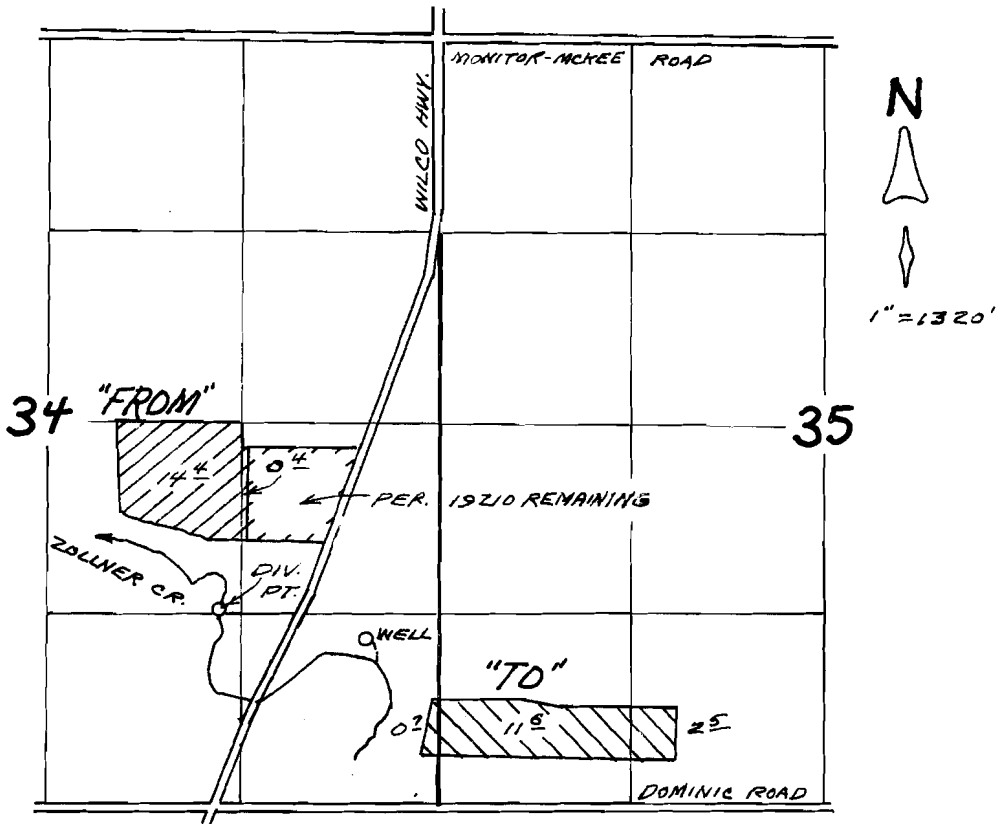 MONITOR-MCKEE ROAD
WILCO HWY.
N
1"=1320'
"FROM"
34
35
14 4
0 4
PER. 19210 REMAINING
ZOLLNER CR.
DIV.
PT.
WELL
"TO"
0 7
11 6
2 5
DOMINIC ROAD